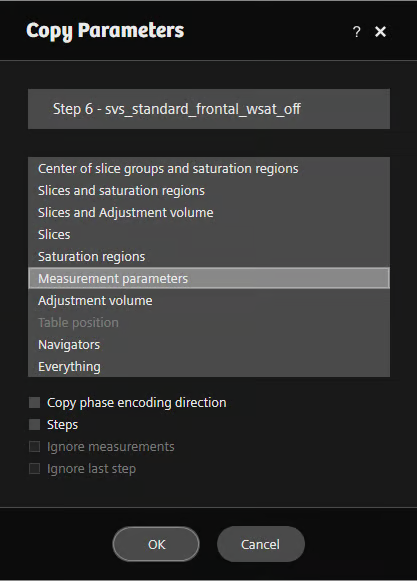 Copy Parameters ? ×
Step 6 - svs_standard_frontal_wsat_off
Center of slice groups and saturation regions
Slices and saturation regions
Slices and Adjustment volume
Slices
Saturation regions
Measurement parameters
Adjustment volume
Table position
Navigators
Everything
Copy phase encoding direction
Steps
Ignore measurements
Ignore last step
OK Cancel